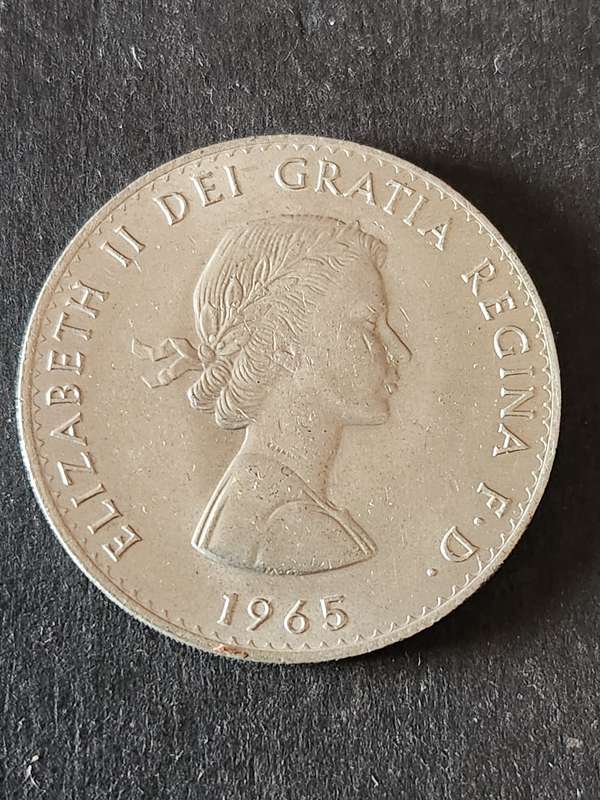 ELIZABETH II DEI GRATIA REGINA F·D·
1965